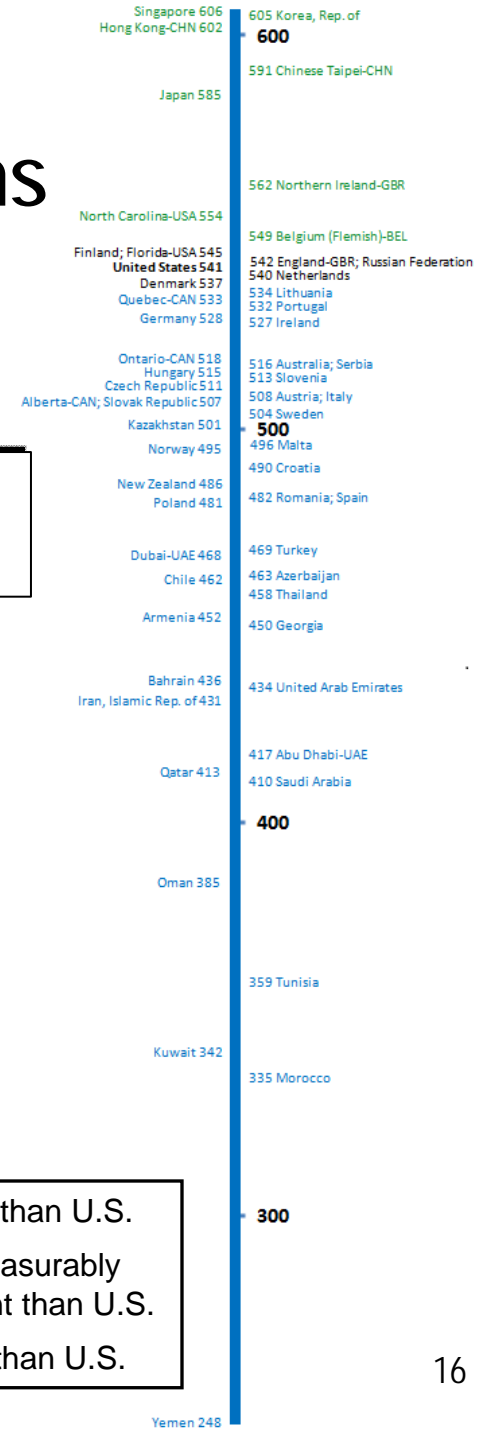 Singapore 606
605 Korea, Rep. of
Hong Kong-CHN 602
600
591 Chinese Taipei-CHN
Japan 585
ns
562 Northern Ireland-GBR
North Carolina-USA 554
549 Belgium (Flemish)-BEL
Finland; Florida-USA 545
542 England-GBR; Russian Federation
United States 541
540 Netherlands
Denmark 537
534 Lithuania
Quebec-CAN 533
532 Portugal
Germany 528
527 Ireland
Ontario-CAN 518
516 Australia; Serbia
Hungary 515
513 Slovenia
Czech Republic 511
508 Austria; Italy
Alberta-CAN; Slovak Republic 507
504 Sweden
Kazakhstan 501
500
496 Malta
Norway 495
490 Croatia
New Zealand 486
482 Romania; Spain
Poland 481
469 Turkey
Dubai-UAE 468
463 Azerbaijan
Chile 462
458 Thailand
Armenia 452
450 Georgia
Bahrain 436
434 United Arab Emirates
Iran, Islamic Rep. of 431
417 Abu Dhabi-UAE
Qatar 413
410 Saudi Arabia
400
Oman 385
359 Tunisia
Kuwait 342
335 Morocco
300
than U.S.
asurably
nt than U.S.
than U.S.
16
Yemen 248